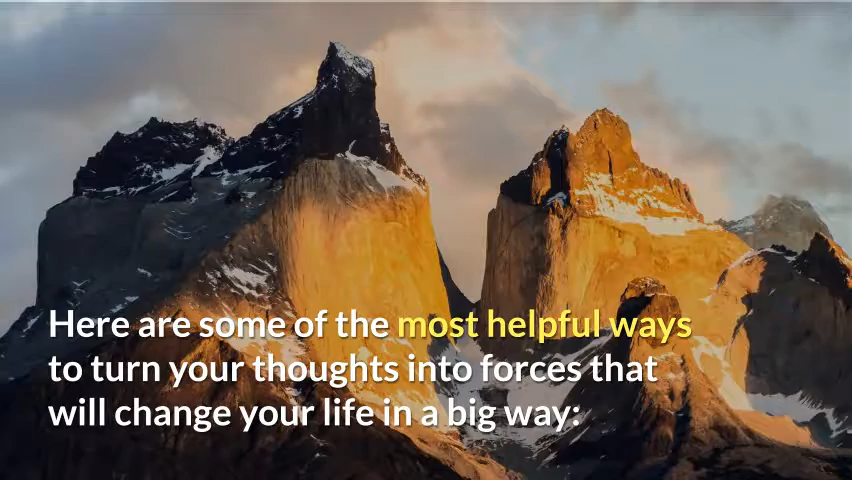 Here are some of the most helpful ways
to turn your thoughts into forces that
will change your life in a big way: